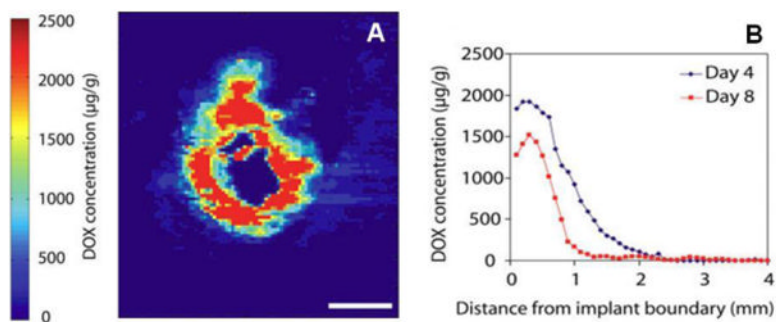 2500
2000
1500
1000
500
0
DOX concentration (µg/g)
A
B
DOX concentration (µg/g)
2500
2000
1500
1000
500
0
Day 4
Day 8
0 1 2 3 4
Distance from implant boundary (mm)